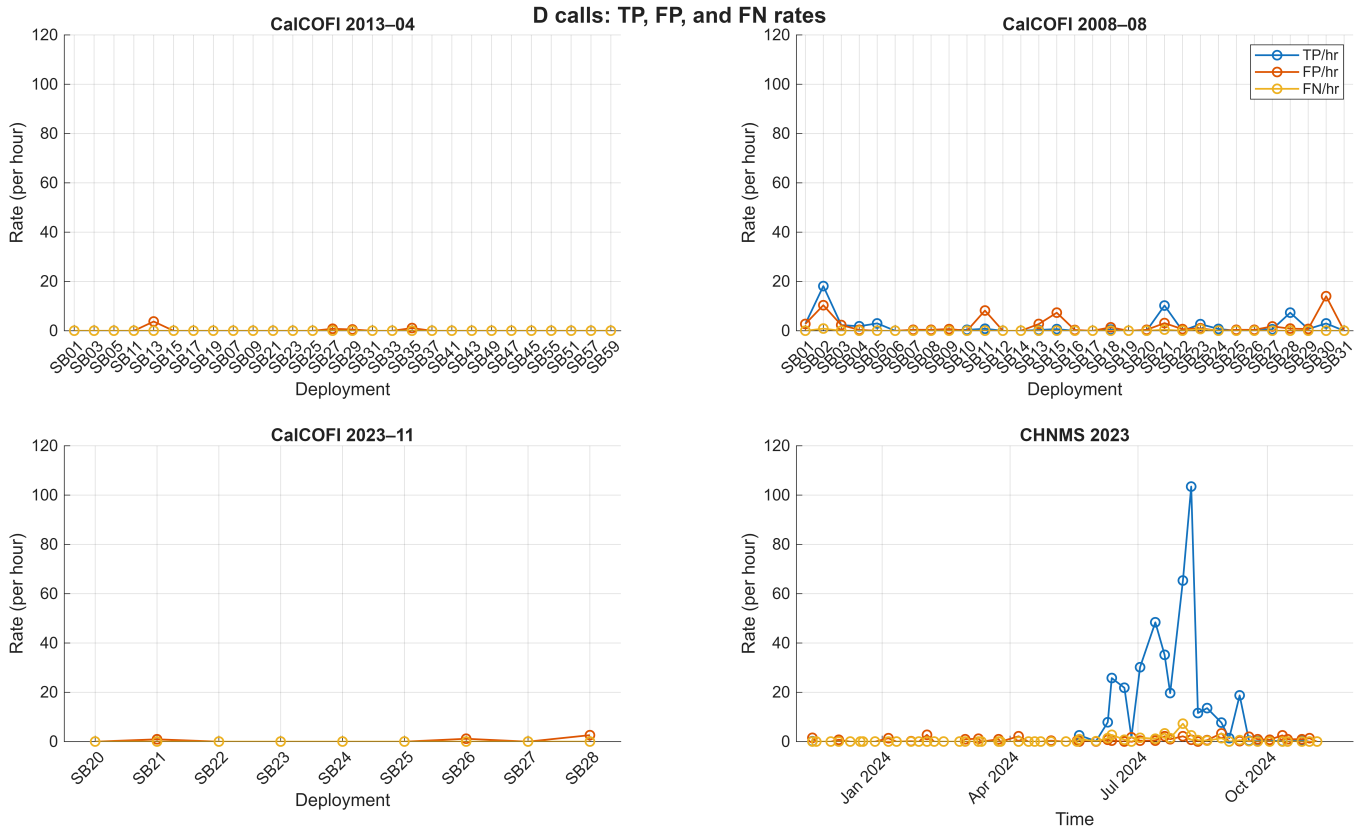 D calls: TP, FP, and FN rates
CalCOFI 2013–04
120
100
80
60
40
20
0
Rate (per hour)
SB01
SB03
SB05
SB11
SB13
SB15
SB17
SB19
SB07
SB09
SB21
SB23
SB25
SB27
SB29
SB31
SB33
SB35
SB37
SB41
SB43
SB49
SB47
SB45
SB55
SB51
SB57
SB59
Deployment
CalCOFI 2008–08
TP/hr
FP/hr
FN/hr
120
100
80
60
40
20
0
Rate (per hour)
SB01
SB02
SB03
SB04
SB05
SB06
SB07
SB08
SB09
SB10
SB11
SB12
SB14
SB13
SB15
SB16
SB17
SB18
SB19
SB20
SB21
SB22
SB23
SB24
SB25
SB26
SB27
SB28
SB29
SB30
SB31
Deployment
CalCOFI 2023–11
120
100
80
60
40
20
0
Rate (per hour)
SB20
SB21
SB22
SB23
SB24
SB25
SB26
SB27
SB28
Deployment
CHNMS 2023
120
100
80
60
40
20
0
Rate (per hour)
Jan 2024
Apr 2024
Jul 2024
Oct 2024
Time